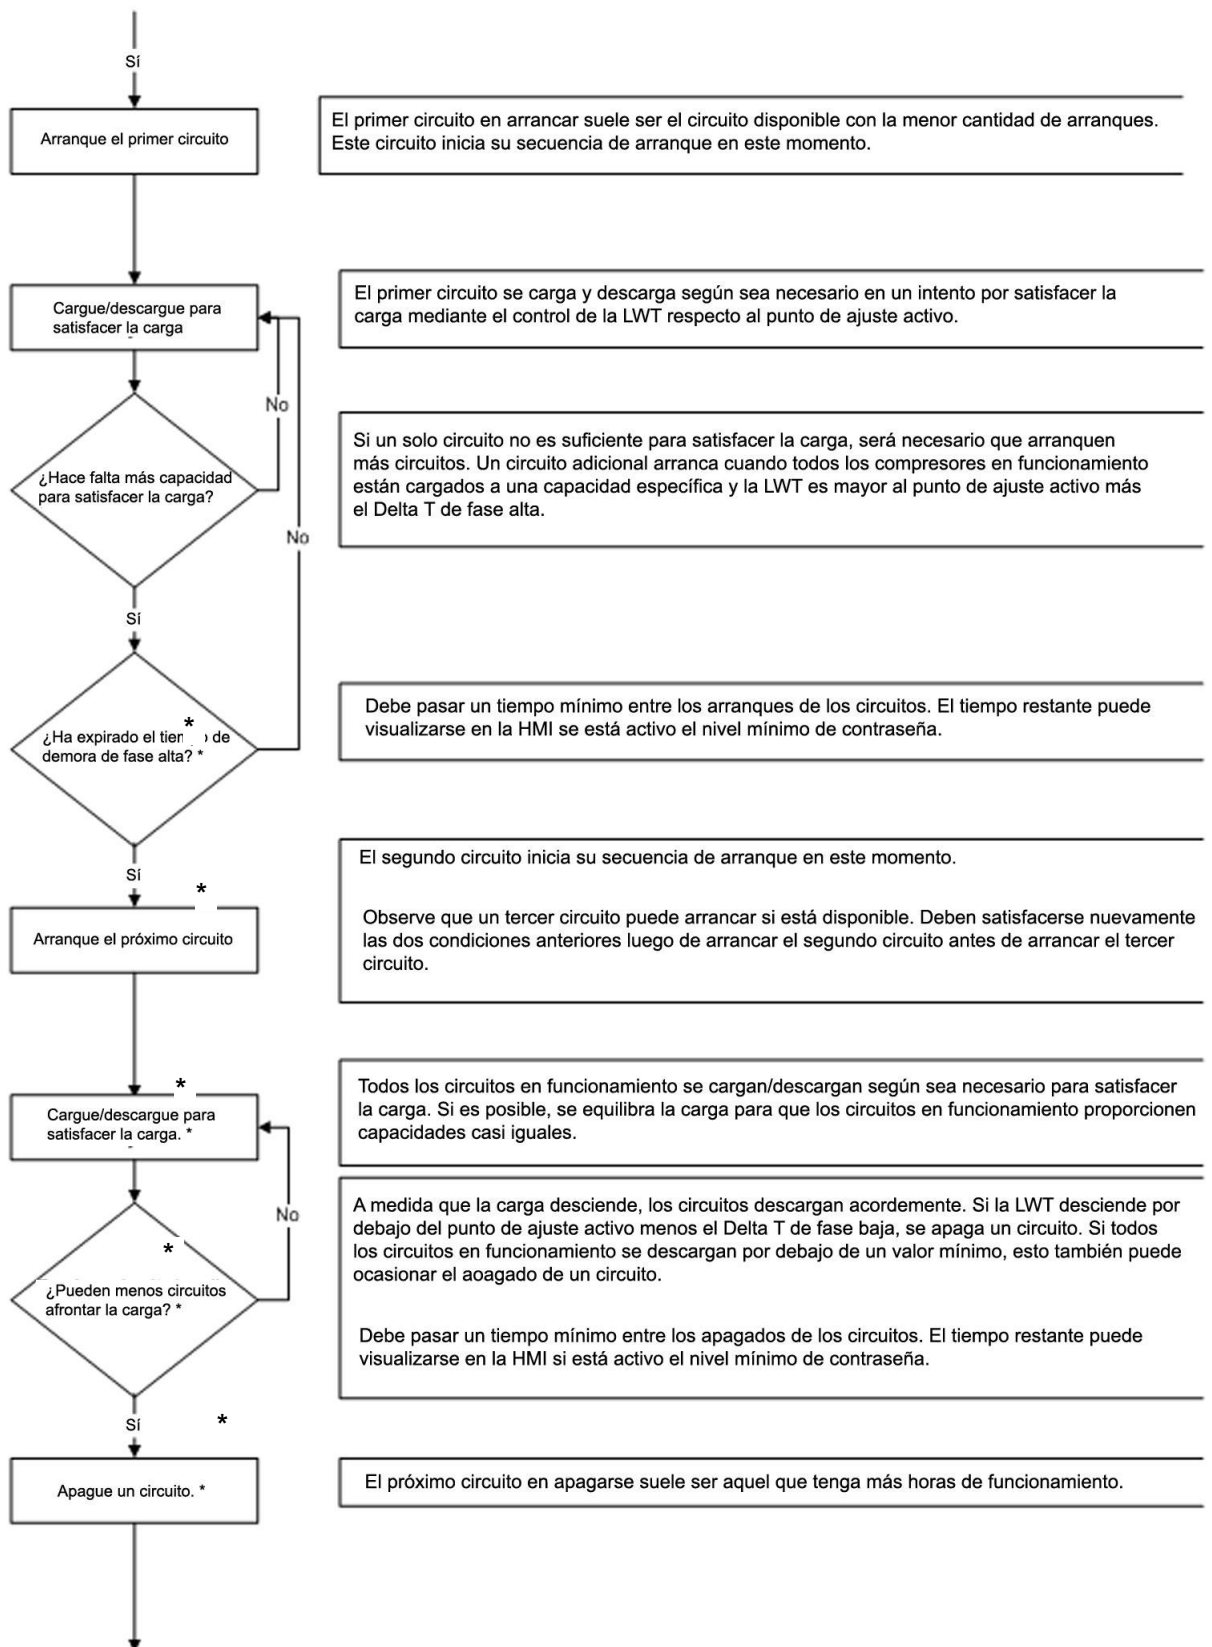 Sí
Arranque el primer circuito
El primer circuito en arrancar suele ser el circuito disponible con la menor cantidad de arranques.
Este circuito inicia su secuencia de arranque en este momento.
Cargue/descargue para
satisfacer la carga
El primer circuito se carga y descarga según sea necesario en un intento por satisfacer la
carga mediante el control de la LWT respecto al punto de ajuste activo.
No
¿Hace falta más capacidad
para satisfacer la carga?
Si un solo circuito no es suficiente para satisfacer la carga, será necesario que arranquen
más circuitos. Un circuito adicional arranca cuando todos los compresores en funcionamiento
están cargados a una capacidad específica y la LWT es mayor al punto de ajuste activo más
el Delta T de fase alta.
No
Sí
*
¿Ha expirado el tiem o de
demora de fase alta? *
Debe pasar un tiempo mínimo entre los arranques de los circuitos. El tiempo restante puede
visualizarse en la HMI se está activo el nivel mínimo de contraseña.
Sí
*
Arranque el próximo circuito
El segundo circuito inicia su secuencia de arranque en este momento.
Observe que un tercer circuito puede arrancar si está disponible. Deben satisfacerse nuevamente
las dos condiciones anteriores luego de arrancar el segundo circuito antes de arrancar el tercer
circuito.
*
Cargue/descargue para
satisfacer la carga. *
Todos los circuitos en funcionamiento se cargan/descargan según sea necesario para satisfacer
la carga. Si es posible, se equilibra la carga para que los circuitos en funcionamiento proporcionen
capacidades casi iguales.
No
*
¿Pueden menos circuitos
afrontar la carga? *
A medida que la carga desciende, los circuitos descargan acordemente. Si la LWT desciende por
debajo del punto de ajuste activo menos el Delta T de fase baja, se apaga un circuito. Si todos
los circuitos en funcionamiento se descargan por debajo de un valor mínimo, esto también puede
ocasionar el aoagado de un circuito.
Debe pasar un tiempo mínimo entre los apagados de los circuitos. El tiempo restante puede
visualizarse en la HMI si está activo el nivel mínimo de contraseña.
Sí
*
Apague un circuito. *
El próximo circuito en apagarse suele ser aquel que tenga más horas de funcionamiento.